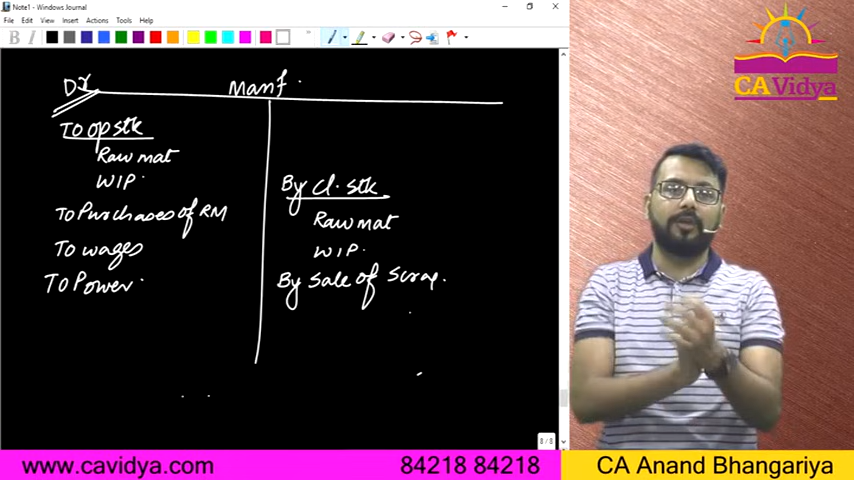 Note1 - Windows Journal
File Edit View Insert Actions Tools Help
B I
CAVidya
Dr Manf.
To op stk
Raw mat
WIP.
To Purchases of RM
To wages
To Power.
By cl. stk
Raw mat
WIP.
By Sale of Scrap.
8 / 8
www.cavidya.com 84218 84218 CA Anand Bhangariya